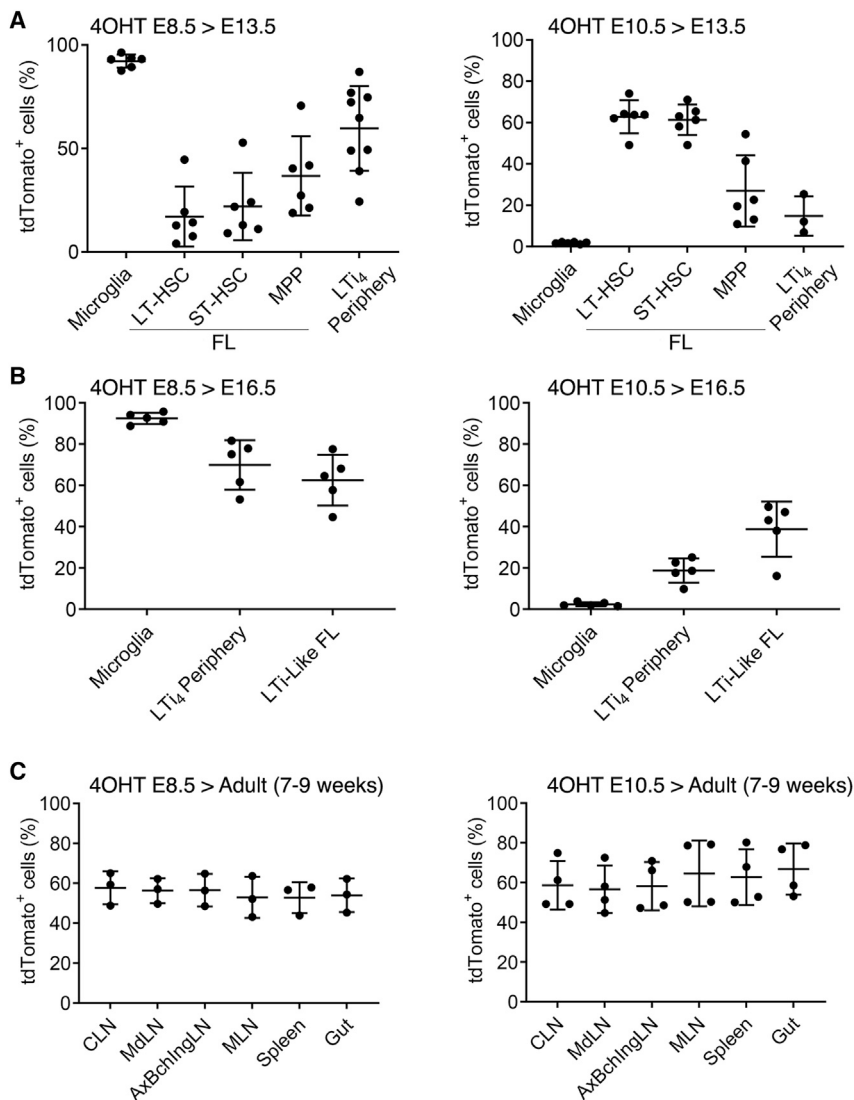 A
4OHT E8.5 > E13.5
tdTomato+ cells (%)
100
50
0
Microglia
LT-HSC
ST-HSC
MPP
LTi4 Periphery
FL
4OHT E10.5 > E13.5
tdTomato+ cells (%)
100
80
60
40
20
0
Microglia
LT-HSC
ST-HSC
MPP
LTi4 Periphery
FL
B
4OHT E8.5 > E16.5
tdTomato+ cells (%)
100
80
60
40
20
0
Microglia
LTi4 Periphery
LTi-Like FL
4OHT E10.5 > E16.5
tdTomato+ cells (%)
100
80
60
40
20
0
Microglia
LTi4 Periphery
LTi-Like FL
C
4OHT E8.5 > Adult (7-9 weeks)
tdTomato+ cells (%)
100
80
60
40
20
0
CLN
MdLN
AxBchIngLN
MLN
Spleen
Gut
4OHT E10.5 > Adult (7-9 weeks)
tdTomato+ cells (%)
100
80
60
40
20
0
CLN
MdLN
AxBchIngLN
MLN
Spleen
Gut